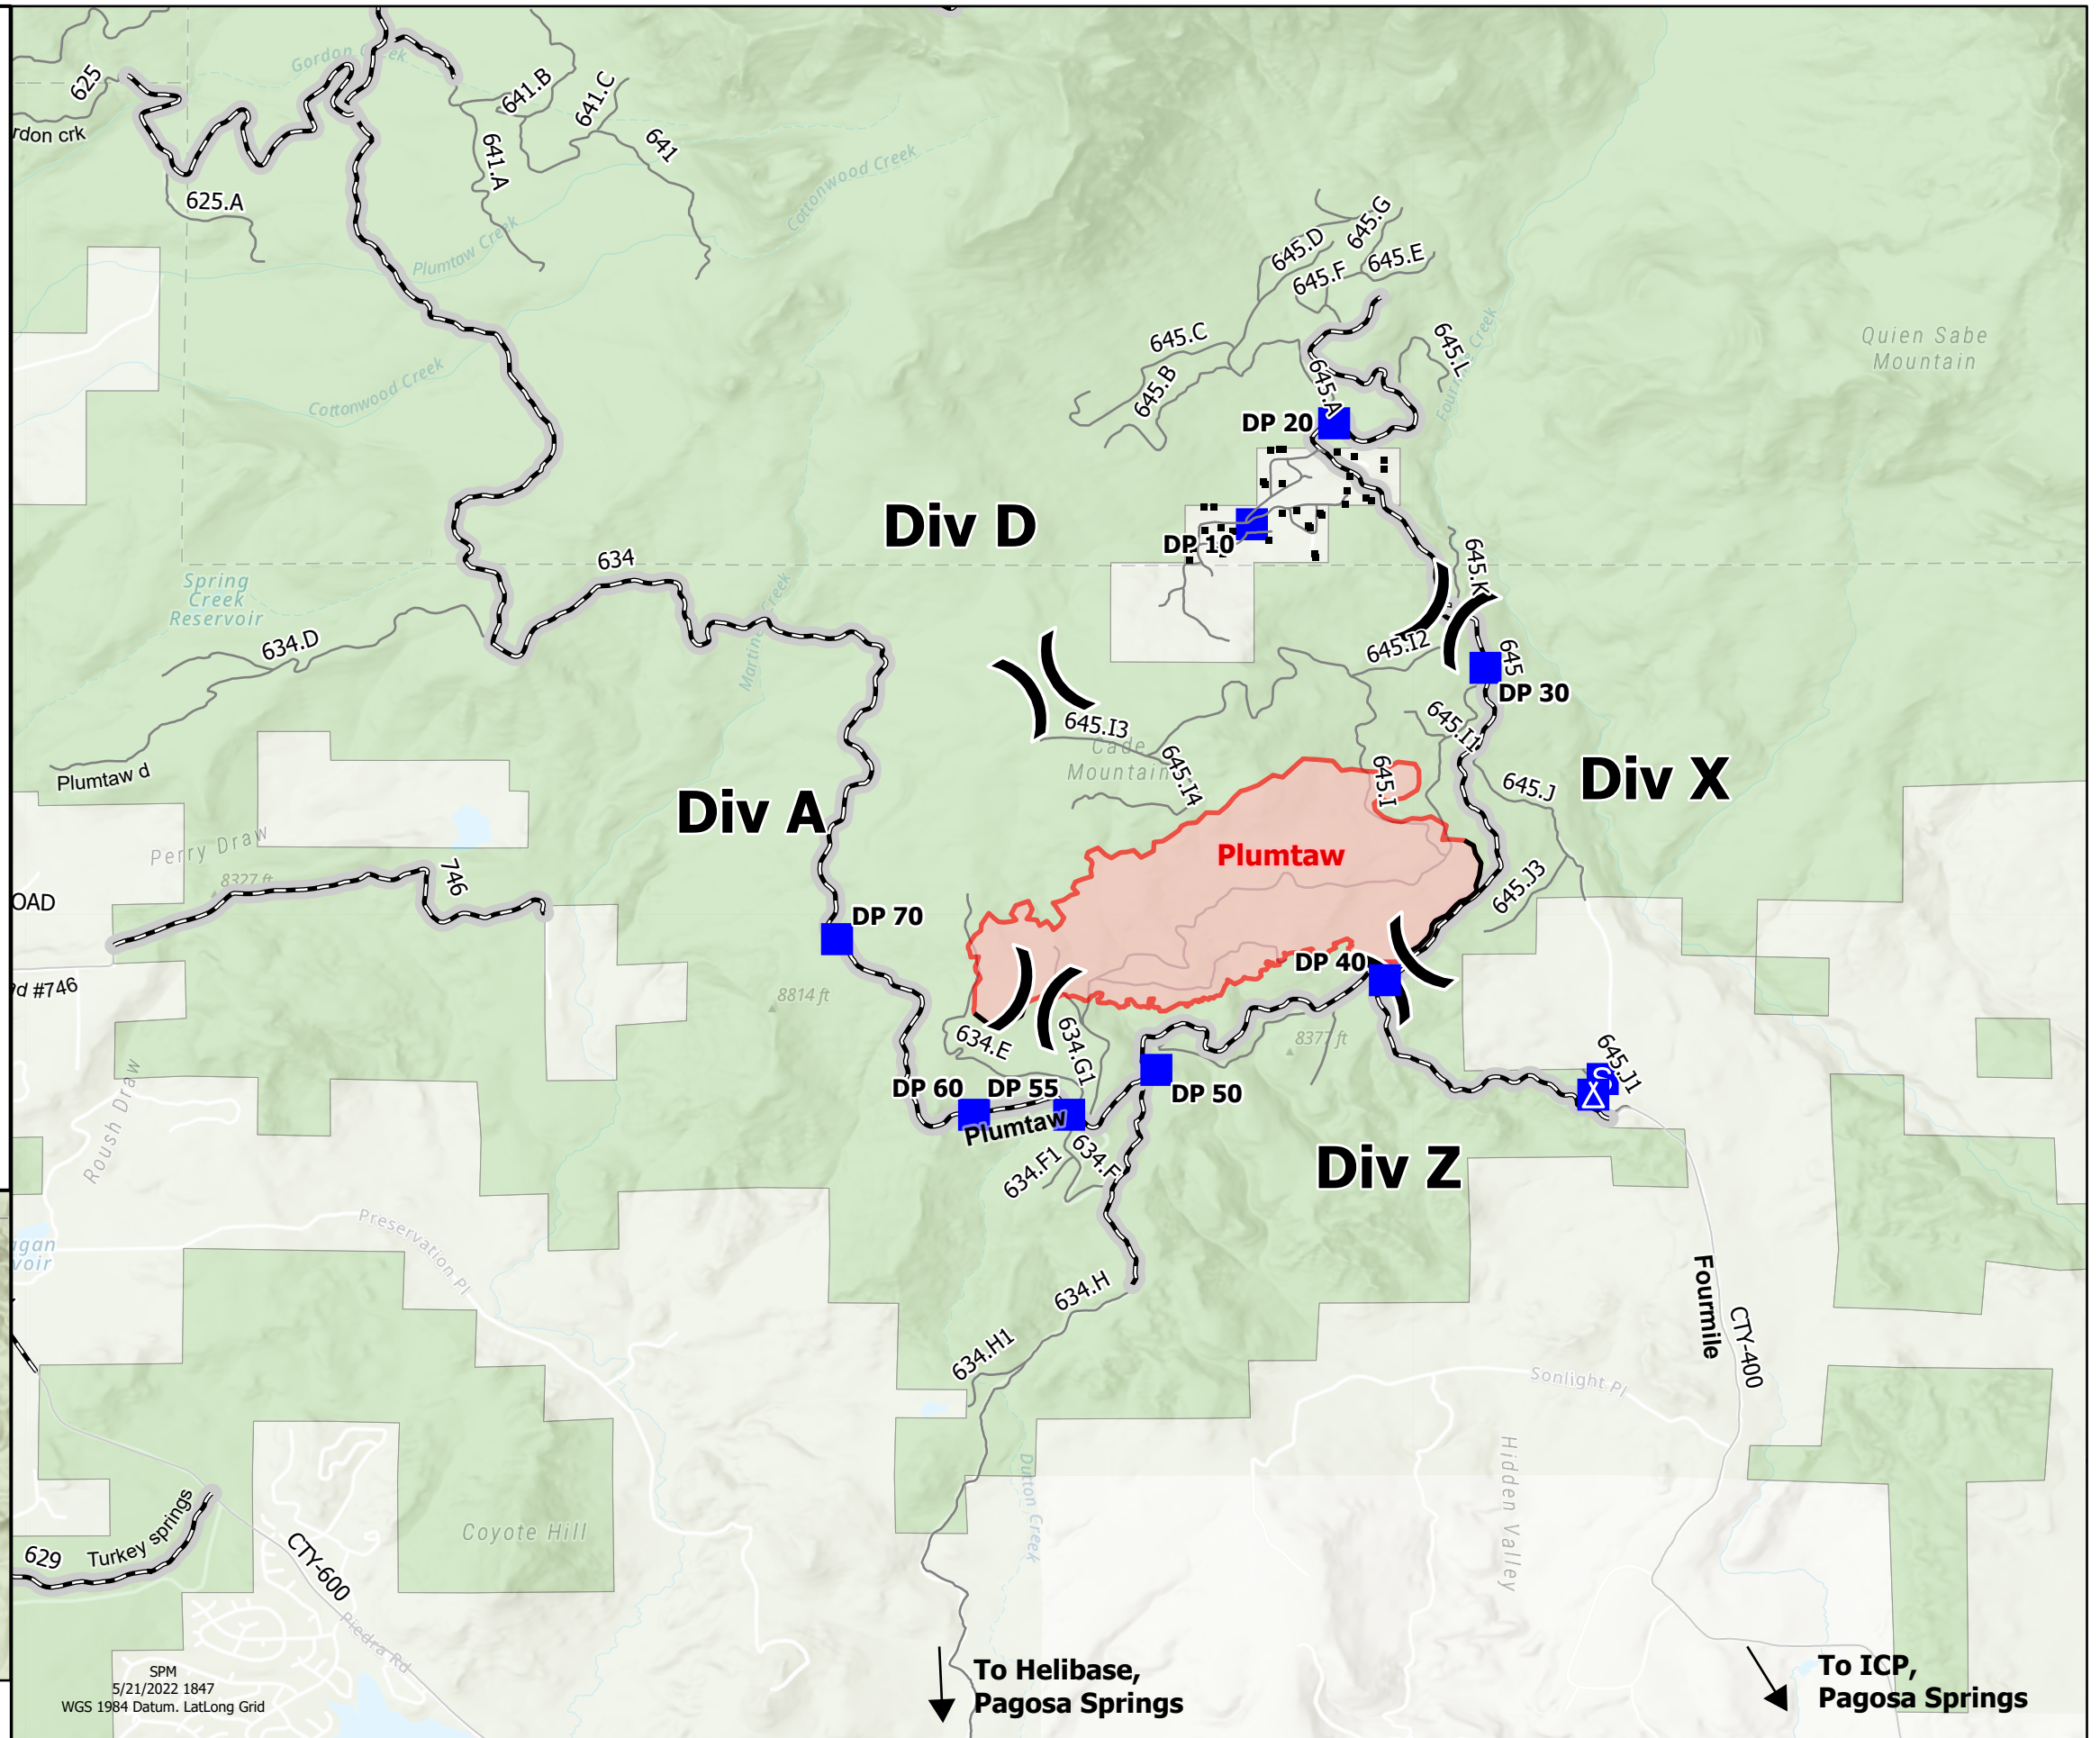 Gordon Creek
625
rdon crk
641.B
641.C
641
641.A
625.A
Cottonwood Creek
Plumtaw Creek
645.G
645.D
645.E
645.F
Fourmile Creek
Quien Sabe
Mountain
645.C
645.L
645.B
645.A
Cottonwood Creek
DP 20
Div D
DP 10
645.K
634
Spring
Creek
Reservoir
634.D
Martinez Creek
645.I2
645
DP 30
645.I3
645.I1
Cade
Mountain
645.I4
645.I
645.J
Div X
Plumtaw d
Div A
Perry Draw
8327 ft
746
Plumtaw
645.J3
OAD
DP 70
DP 40
Rd #746
8814 ft
634.E
634.G1
8377 ft
645.J1
DP 60
DP 55
DP 50
Plumtaw
Roush Draw
634.F1
634.F
Div Z
Preservation Pl
gan
voir
634.H
Fourmile
CTY-400
634.H1
Sonlight Pl
Dutton Creek
Hidden Valley
Coyote Hill
Turkey springs
629
CTY-600
Piedra Rd
SPM
5/21/2022 1847
WGS 1984 Datum. LatLong Grid
To Helibase,
Pagosa Springs
To ICP,
Pagosa Springs